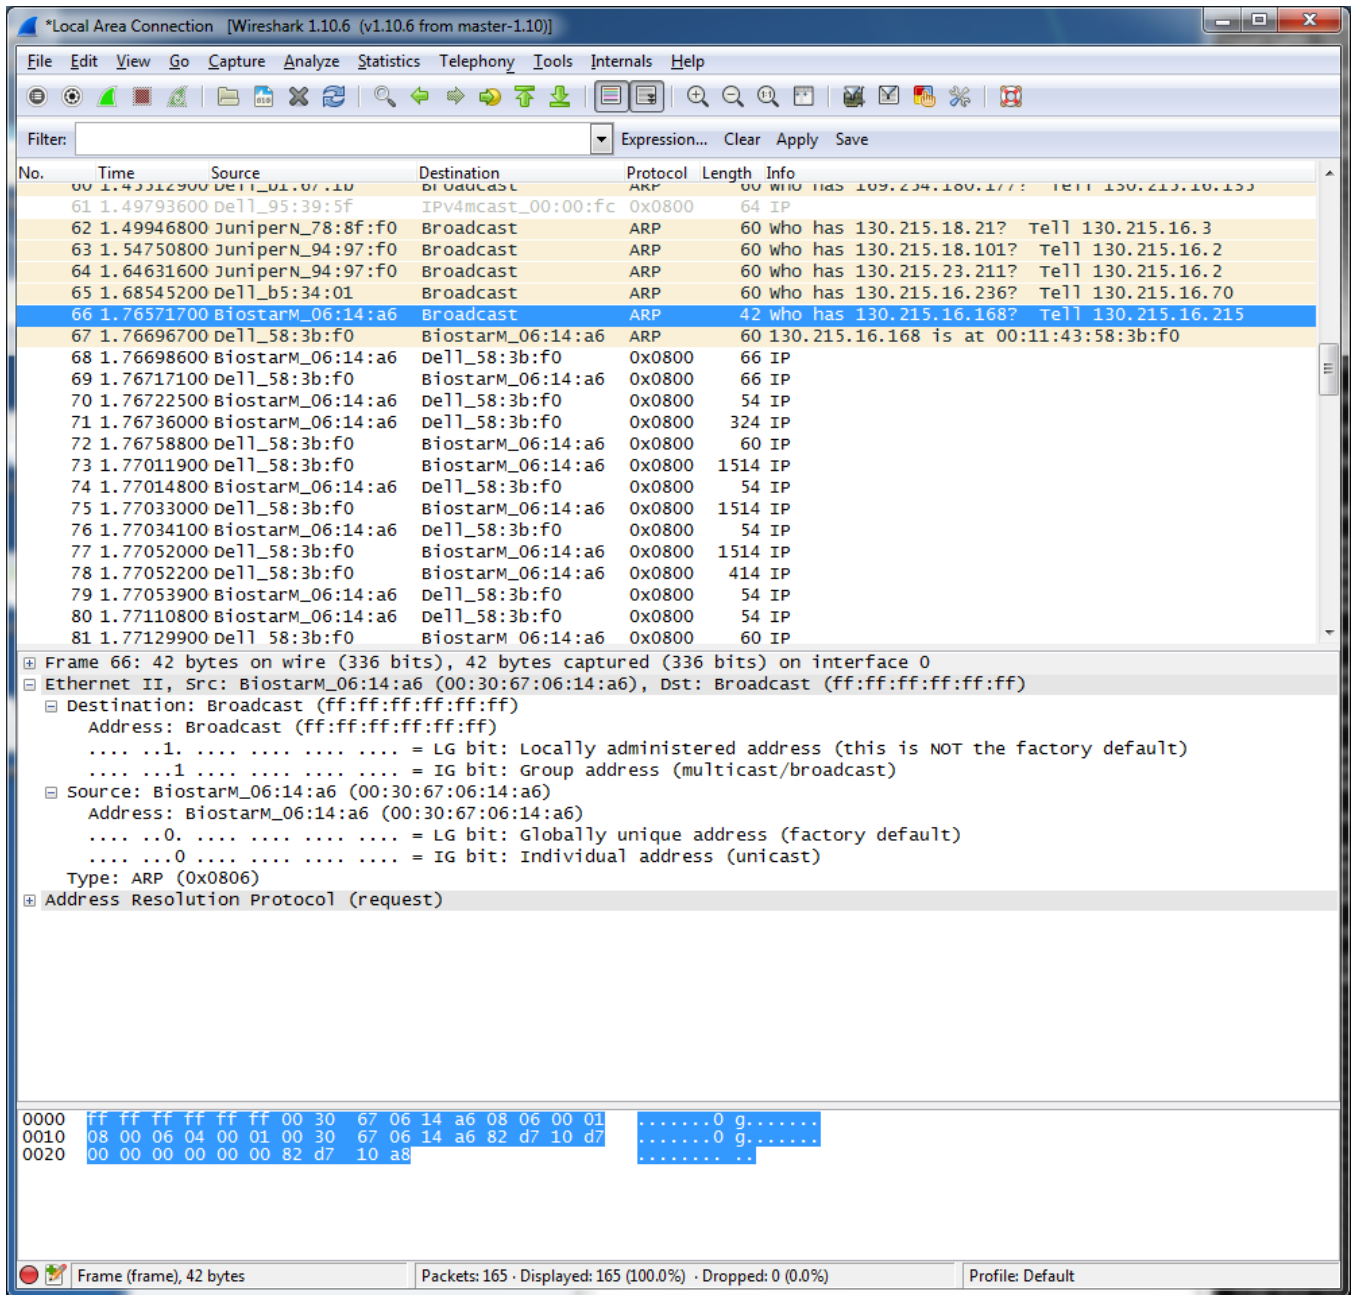 *Local Area Connection [Wireshark 1.10.6 (v1.10.6 from master-1.10)]
File Edit View Go Capture Analyze Statistics Telephony Tools Internals Help
Filter: Expression... Clear Apply Save
No. Time Source Destination Protocol Length Info
60 1.45512900 Dell_b1:67:1b Broadcast ARP 60 Who has 169.254.180.177? Tell 130.215.16.135
61 1.49793600 Dell_95:39:5f IPv4mcast_00:00:fc 0x0800 64 IP
62 1.49946800 JuniperN_78:8f:f0 Broadcast ARP 60 Who has 130.215.18.21? Tell 130.215.16.3
63 1.54750800 JuniperN_94:97:f0 Broadcast ARP 60 Who has 130.215.18.101? Tell 130.215.16.2
64 1.64631600 JuniperN_94:97:f0 Broadcast ARP 60 Who has 130.215.23.211? Tell 130.215.16.2
65 1.68545200 Dell_b5:34:01 Broadcast ARP 60 Who has 130.215.16.236? Tell 130.215.16.70
66 1.76571700 BiostarM_06:14:a6 Broadcast ARP 42 Who has 130.215.16.168? Tell 130.215.16.215
67 1.76696700 Dell_58:3b:f0 BiostarM_06:14:a6 ARP 60 130.215.16.168 is at 00:11:43:58:3b:f0
68 1.76698600 BiostarM_06:14:a6 Dell_58:3b:f0 0x0800 66 IP
69 1.76717100 Dell_58:3b:f0 BiostarM_06:14:a6 0x0800 66 IP
70 1.76722500 BiostarM_06:14:a6 Dell_58:3b:f0 0x0800 54 IP
71 1.76736000 BiostarM_06:14:a6 Dell_58:3b:f0 0x0800 324 IP
72 1.76758800 Dell_58:3b:f0 BiostarM_06:14:a6 0x0800 60 IP
73 1.77011900 Dell_58:3b:f0 BiostarM_06:14:a6 0x0800 1514 IP
74 1.77014800 BiostarM_06:14:a6 Dell_58:3b:f0 0x0800 54 IP
75 1.77033000 Dell_58:3b:f0 BiostarM_06:14:a6 0x0800 1514 IP
76 1.77034100 BiostarM_06:14:a6 Dell_58:3b:f0 0x0800 54 IP
77 1.77052000 Dell_58:3b:f0 BiostarM_06:14:a6 0x0800 1514 IP
78 1.77052200 Dell_58:3b:f0 BiostarM_06:14:a6 0x0800 414 IP
79 1.77053900 BiostarM_06:14:a6 Dell_58:3b:f0 0x0800 54 IP
80 1.77110800 BiostarM_06:14:a6 Dell_58:3b:f0 0x0800 54 IP
81 1.77129900 Dell_58:3b:f0 BiostarM_06:14:a6 0x0800 60 IP
Frame 66: 42 bytes on wire (336 bits), 42 bytes captured (336 bits) on interface 0
Ethernet II, Src: BiostarM_06:14:a6 (00:30:67:06:14:a6), Dst: Broadcast (ff:ff:ff:ff:ff:ff)
Destination: Broadcast (ff:ff:ff:ff:ff:ff)
Address: Broadcast (ff:ff:ff:ff:ff:ff)
.... ..1. .... .... .... .... = LG bit: Locally administered address (this is NOT the factory default)
.... ...1 .... .... .... .... = IG bit: Group address (multicast/broadcast)
Source: BiostarM_06:14:a6 (00:30:67:06:14:a6)
Address: BiostarM_06:14:a6 (00:30:67:06:14:a6)
.... ..0. .... .... .... .... = LG bit: Globally unique address (factory default)
.... ...0 .... .... .... .... = IG bit: Individual address (unicast)
Type: ARP (0x0806)
Address Resolution Protocol (request)
0000 ff ff ff ff ff ff 00 30 67 06 14 a6 08 06 00 01 .......0 g.......
0010 08 00 06 04 00 01 00 30 67 06 14 a6 82 d7 10 d7 .......0 g.......
0020 00 00 00 00 00 00 82 d7 10 a8 ........ ..
Frame (frame), 42 bytes Packets: 165 · Displayed: 165 (100.0%) · Dropped: 0 (0.0%) Profile: Default